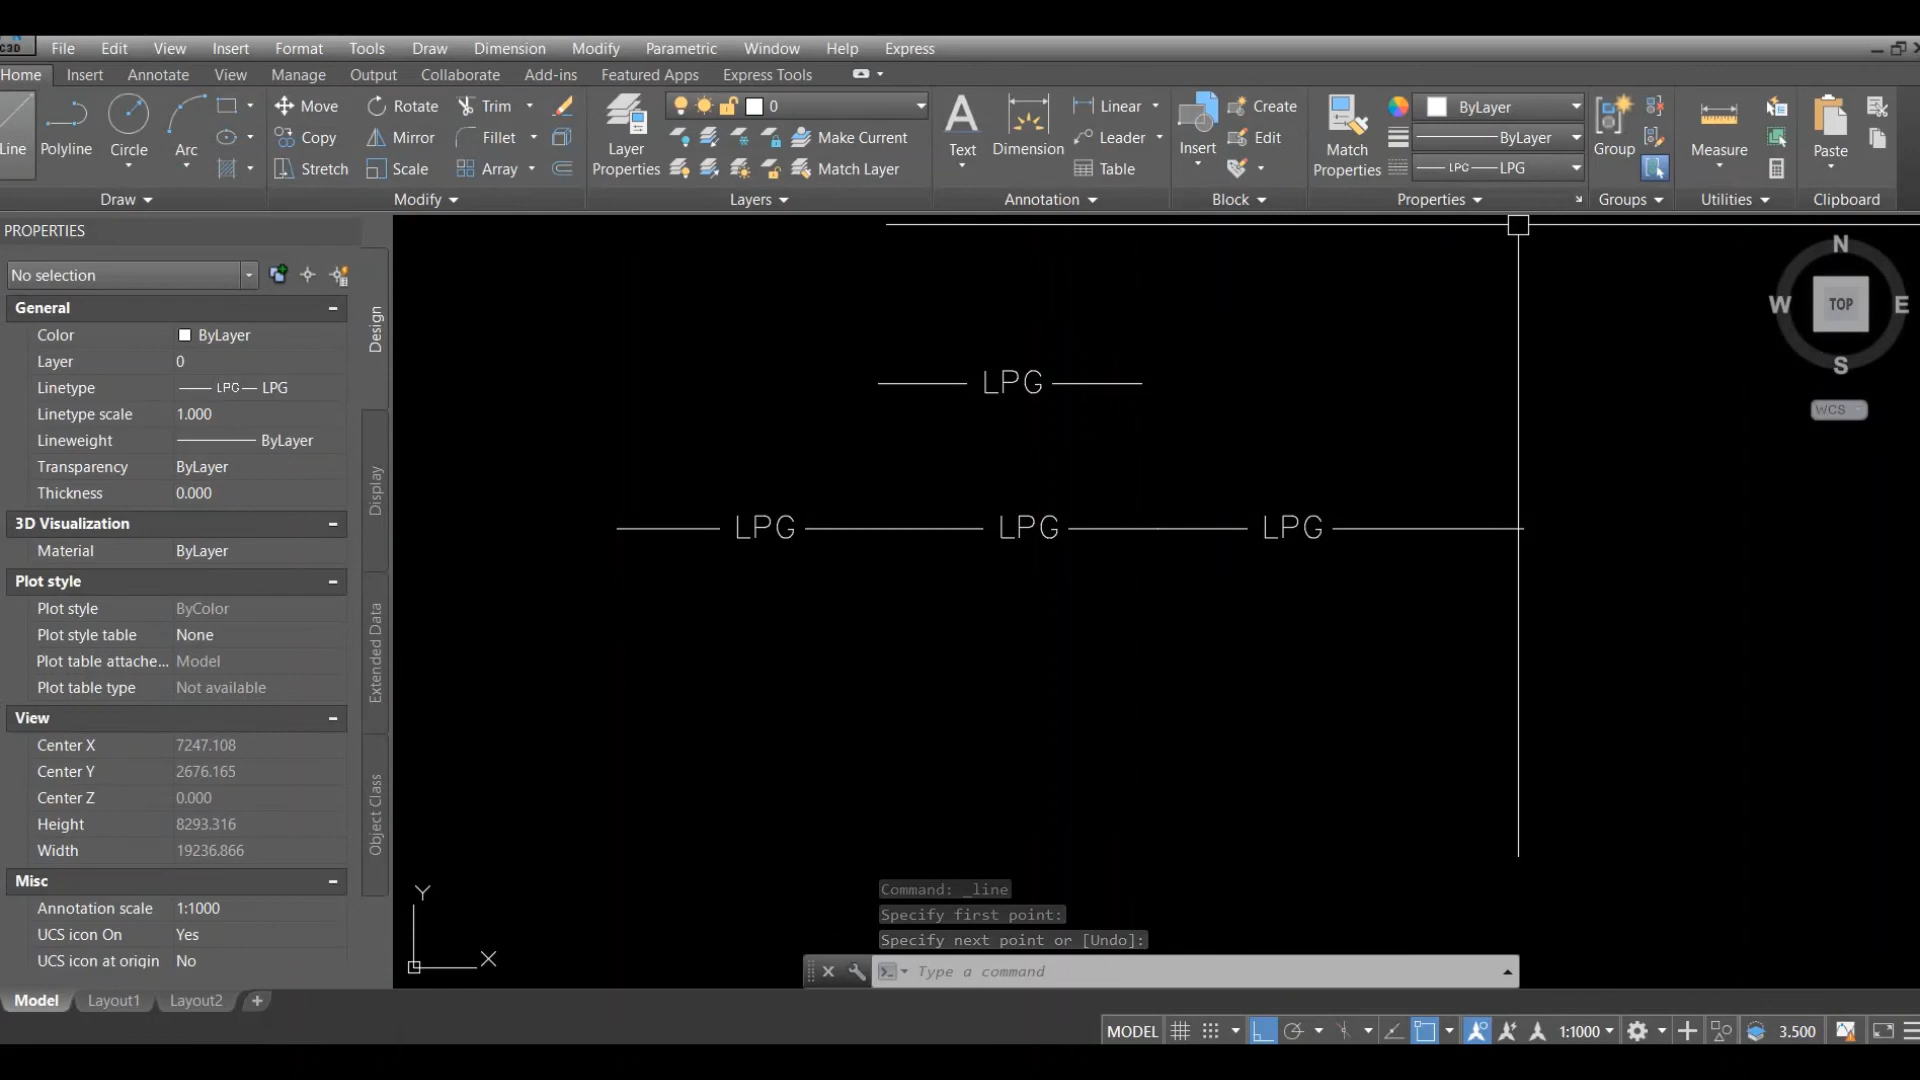 C3D
File Edit View Insert Format Tools Draw Dimension Modify Parametric Window Help Express
Home Insert Annotate View Manage Output Collaborate Add-ins Featured Apps Express Tools
Line Polyline Circle Arc
Move Rotate Trim
Copy Mirror Fillet
Stretch Scale Array
Layer Properties
0
Make Current
Match Layer
Text Dimension
Linear
Leader
Table
Insert
Create
Edit
Match Properties
ByLayer
ByLayer
LPG LPG
Group
Measure
Paste
Draw Modify Layers Annotation Block Properties Groups Utilities Clipboard
PROPERTIES
No selection
General
Color ByLayer
Layer 0
Linetype LPG LPG
Linetype scale 1.000
Lineweight ByLayer
Transparency ByLayer
Thickness 0.000
3D Visualization
Material ByLayer
Plot style
Plot style ByColor
Plot style table None
Plot table attache... Model
Plot table type Not available
View
Center X 7247.108
Center Y 2676.165
Center Z 0.000
Height 8293.316
Width 19236.866
Misc
Annotation scale 1:1000
UCS icon On Yes
UCS icon at origin No
Design
Display
Extended Data
Object Class
LPG
LPG LPG LPG
N
W TOP E
S
WCS
Y
X
Command: _line
Specify first point:
Specify next point or [Undo]:
Type a command
Model Layout1 Layout2 +
MODEL 1:1000 3.500